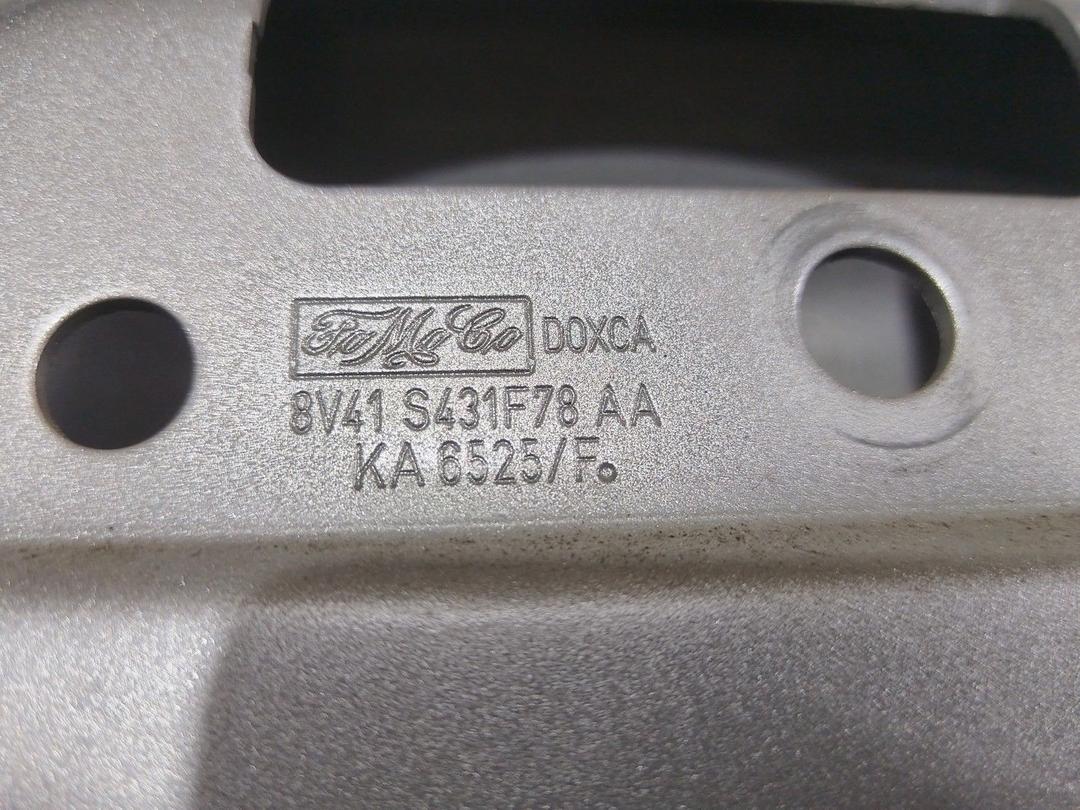 FoMoCo DOXCA
8V41 S431F78 AA
KA 6525/F